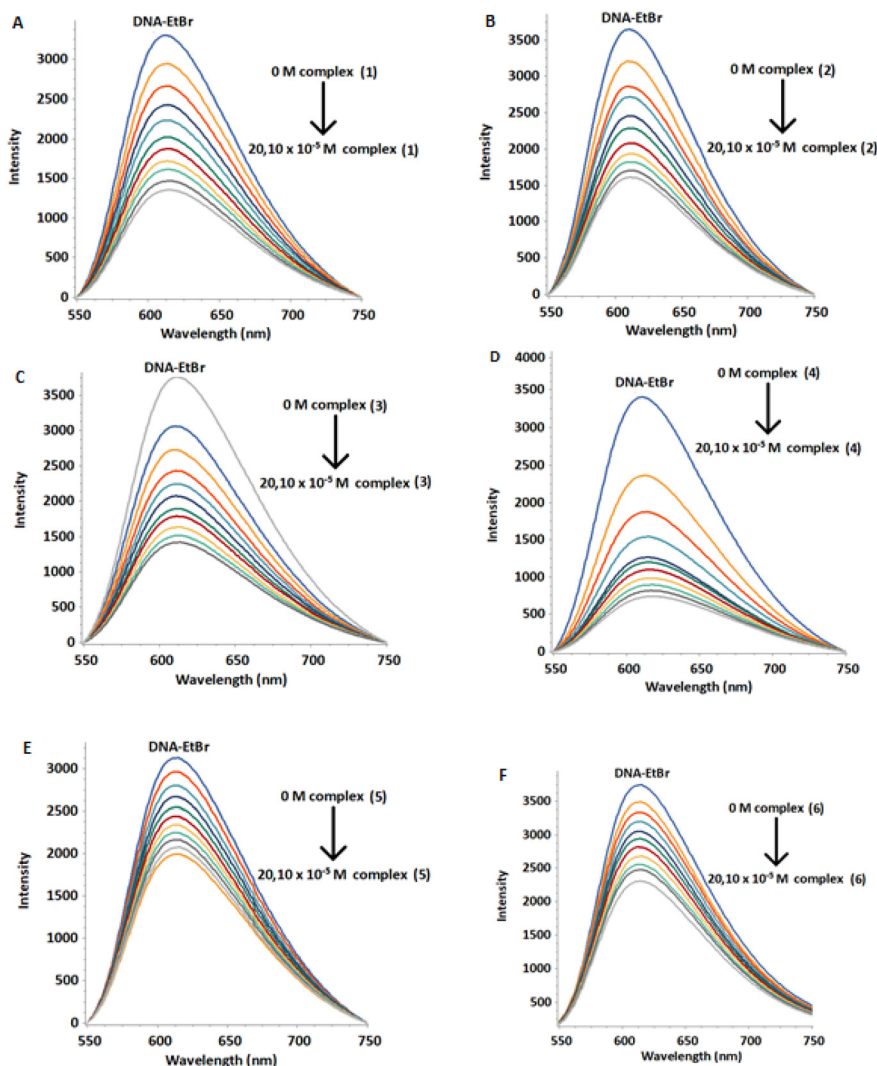 A
DNA-EtBr
0 M complex (1)
20,10 x 10⁻⁵ M complex (1)
Intensity
3000
2500
2000
1500
1000
500
0
550
600
650
700
750
Wavelength (nm)
B
DNA-EtBr
0 M complex (2)
20,10 x 10⁻⁵ M complex (2)
Intensity
3500
3000
2500
2000
1500
1000
500
0
550
600
650
700
750
Wavelength (nm)
C
DNA-EtBr
0 M complex (3)
20,10 x 10⁻⁵ M complex (3)
Intensity
3500
3000
2500
2000
1500
1000
500
0
550
600
650
700
750
Wavelength (nm)
D
DNA-EtBr
0 M complex (4)
20,10 x 10⁻⁵ M complex (4)
Intensity
4000
3500
3000
2500
2000
1500
1000
500
0
550
600
650
700
750
Wavelength (nm)
E
DNA-EtBr
0 M complex (5)
20,10 x 10⁻⁵ M complex (5)
Intensity
3000
2500
2000
1500
1000
500
0
550
600
650
700
750
Wavelength (nm)
F
DNA-EtBr
0 M complex (6)
20,10 x 10⁻⁵ M complex (6)
Intensity
3500
3000
2500
2000
1500
1000
500
550
600
650
700
750
Wavelength (nm)